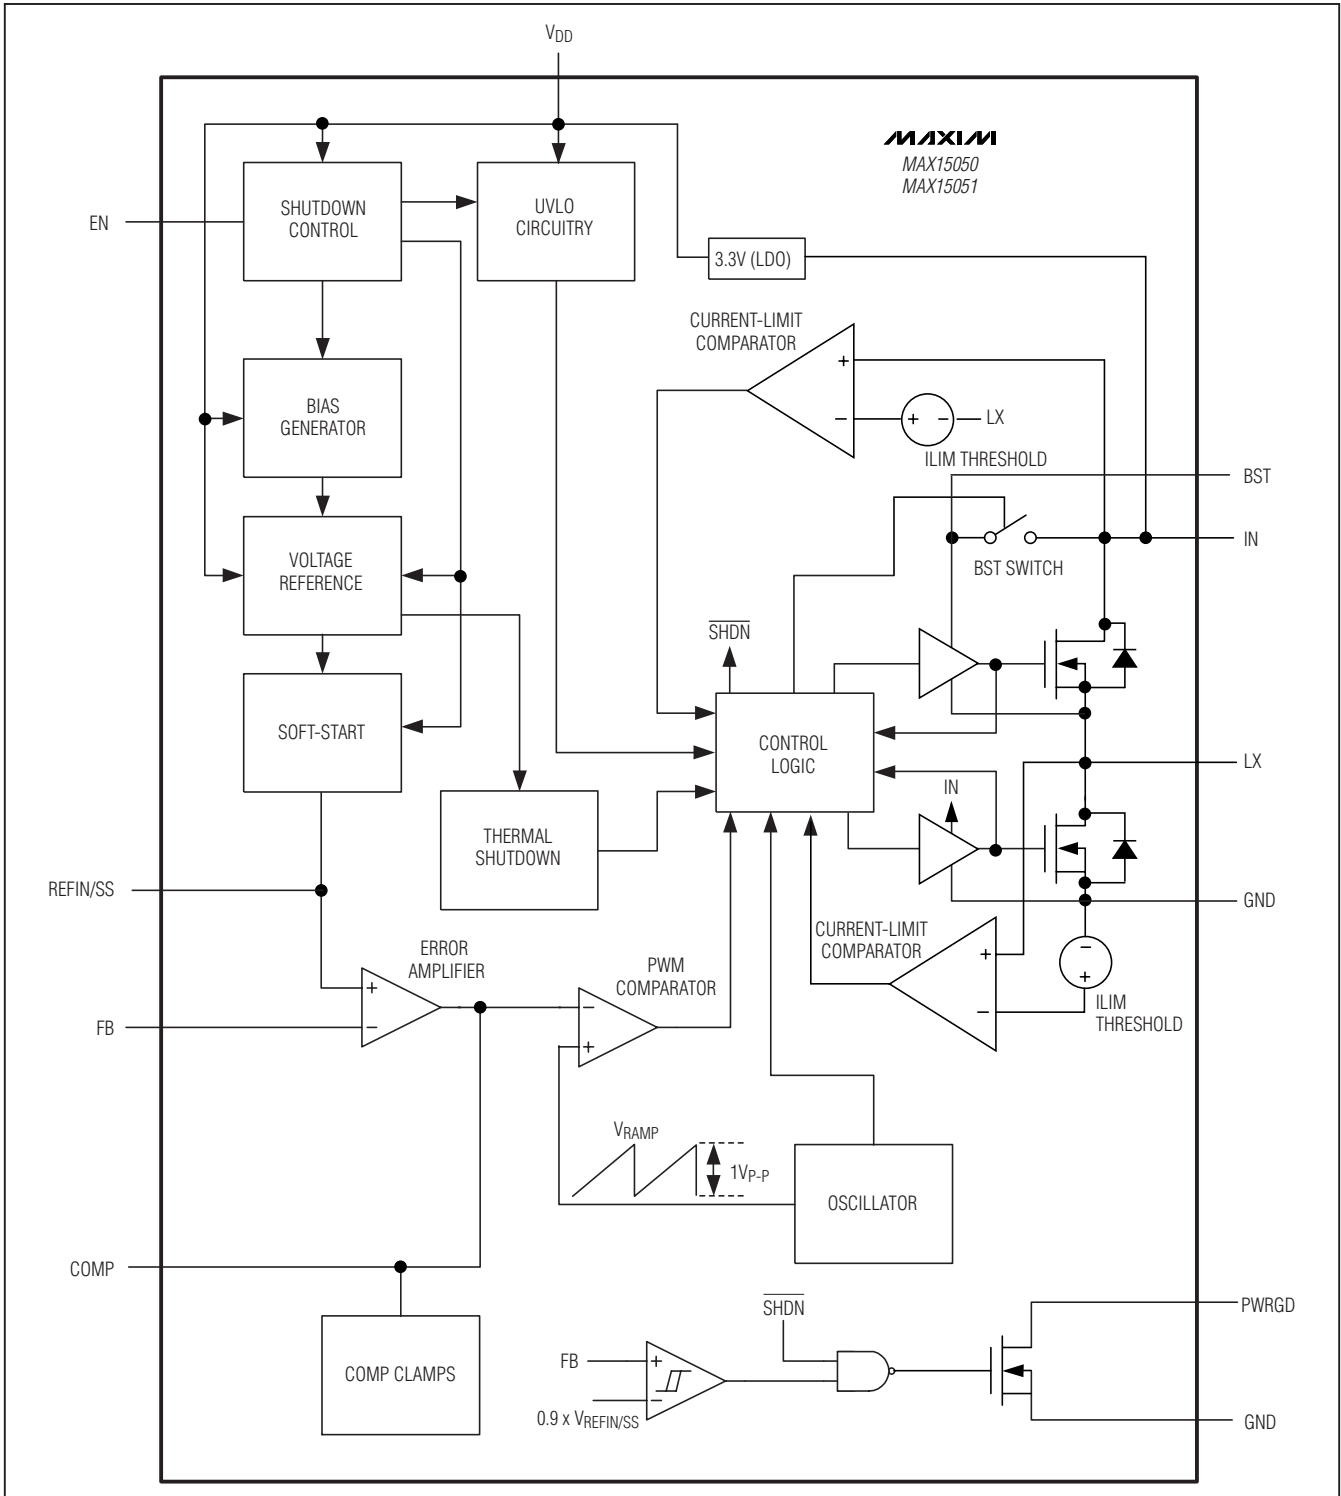 VDD
MAXIM
MAX15050
MAX15051
EN
SHUTDOWN
CONTROL
UVLO
CIRCUITRY
3.3V (LDO)
CURRENT-LIMIT
COMPARATOR
+
−
+ −
LX
ILIM THRESHOLD
BIAS
GENERATOR
BST
IN
BST SWITCH
VOLTAGE
REFERENCE
SHDN
SOFT-START
CONTROL
LOGIC
LX
IN
THERMAL
SHUTDOWN
REFIN/SS
GND
CURRENT-LIMIT
COMPARATOR
+
−
−
+
ILIM
THRESHOLD
ERROR
AMPLIFIER
+
−
PWM
COMPARATOR
−
+
FB
VRAMP
1VP-P
OSCILLATOR
COMP
COMP CLAMPS
SHDN
PWRGD
FB
+
−
0.9 x VREFIN/SS
GND